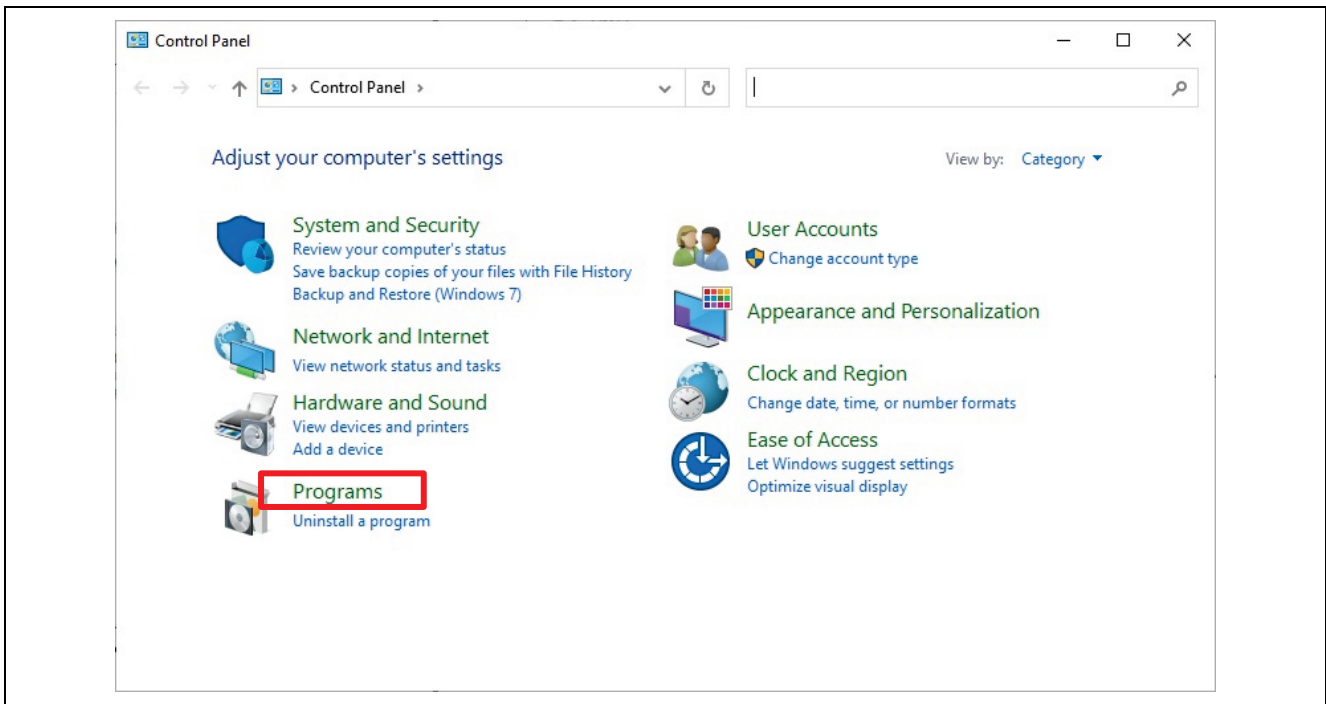 Control Panel
Control Panel
Adjust your computer's settings
View by: Category
System and Security
Review your computer's status
Save backup copies of your files with File History
Backup and Restore (Windows 7)
Network and Internet
View network status and tasks
Hardware and Sound
View devices and printers
Add a device
Programs
Uninstall a program
User Accounts
Change account type
Appearance and Personalization
Clock and Region
Change date, time, or number formats
Ease of Access
Let Windows suggest settings
Optimize visual display